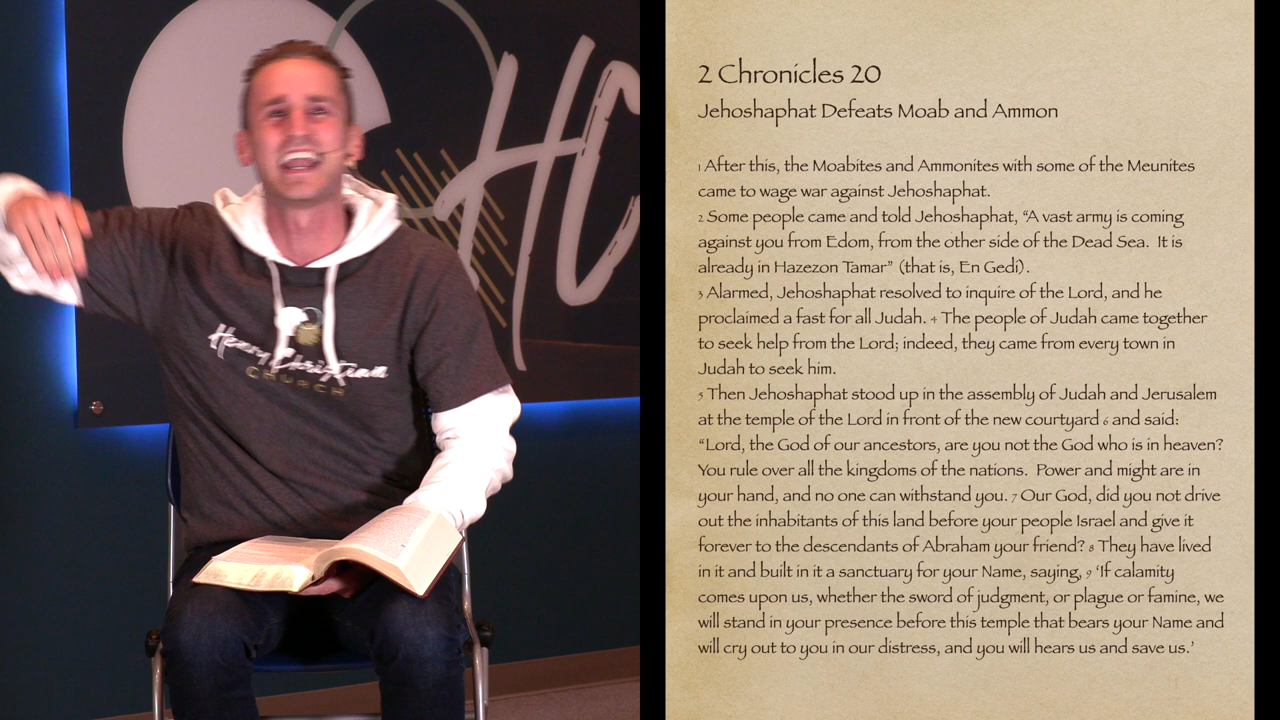 HC
Henry Christian
CHURCH
2 Chronicles 20
Jehoshaphat Defeats Moab and Ammon
1 After this, the Moabites and Ammonites with some of the Meunites
came to wage war against Jehoshaphat.
2 Some people came and told Jehoshaphat, “A vast army is coming
against you from Edom, from the other side of the Dead Sea. It is
already in Hazezon Tamar” (that is, En Gedi).
3 Alarmed, Jehoshaphat resolved to inquire of the Lord, and he
proclaimed a fast for all Judah. 4 The people of Judah came together
to seek help from the Lord; indeed, they came from every town in
Judah to seek him.
5 Then Jehoshaphat stood up in the assembly of Judah and Jerusalem
at the temple of the Lord in front of the new courtyard 6 and said:
“Lord, the God of our ancestors, are you not the God who is in heaven?
You rule over all the kingdoms of the nations. Power and might are in
your hand, and no one can withstand you. 7 Our God, did you not drive
out the inhabitants of this land before your people Israel and give it
forever to the descendants of Abraham your friend? 8 They have lived
in it and built in it a sanctuary for your Name, saying, 9 ‘If calamity
comes upon us, whether the sword of judgment, or plague or famine, we
will stand in your presence before this temple that bears your Name and
will cry out to you in our distress, and you will hears us and save us.’